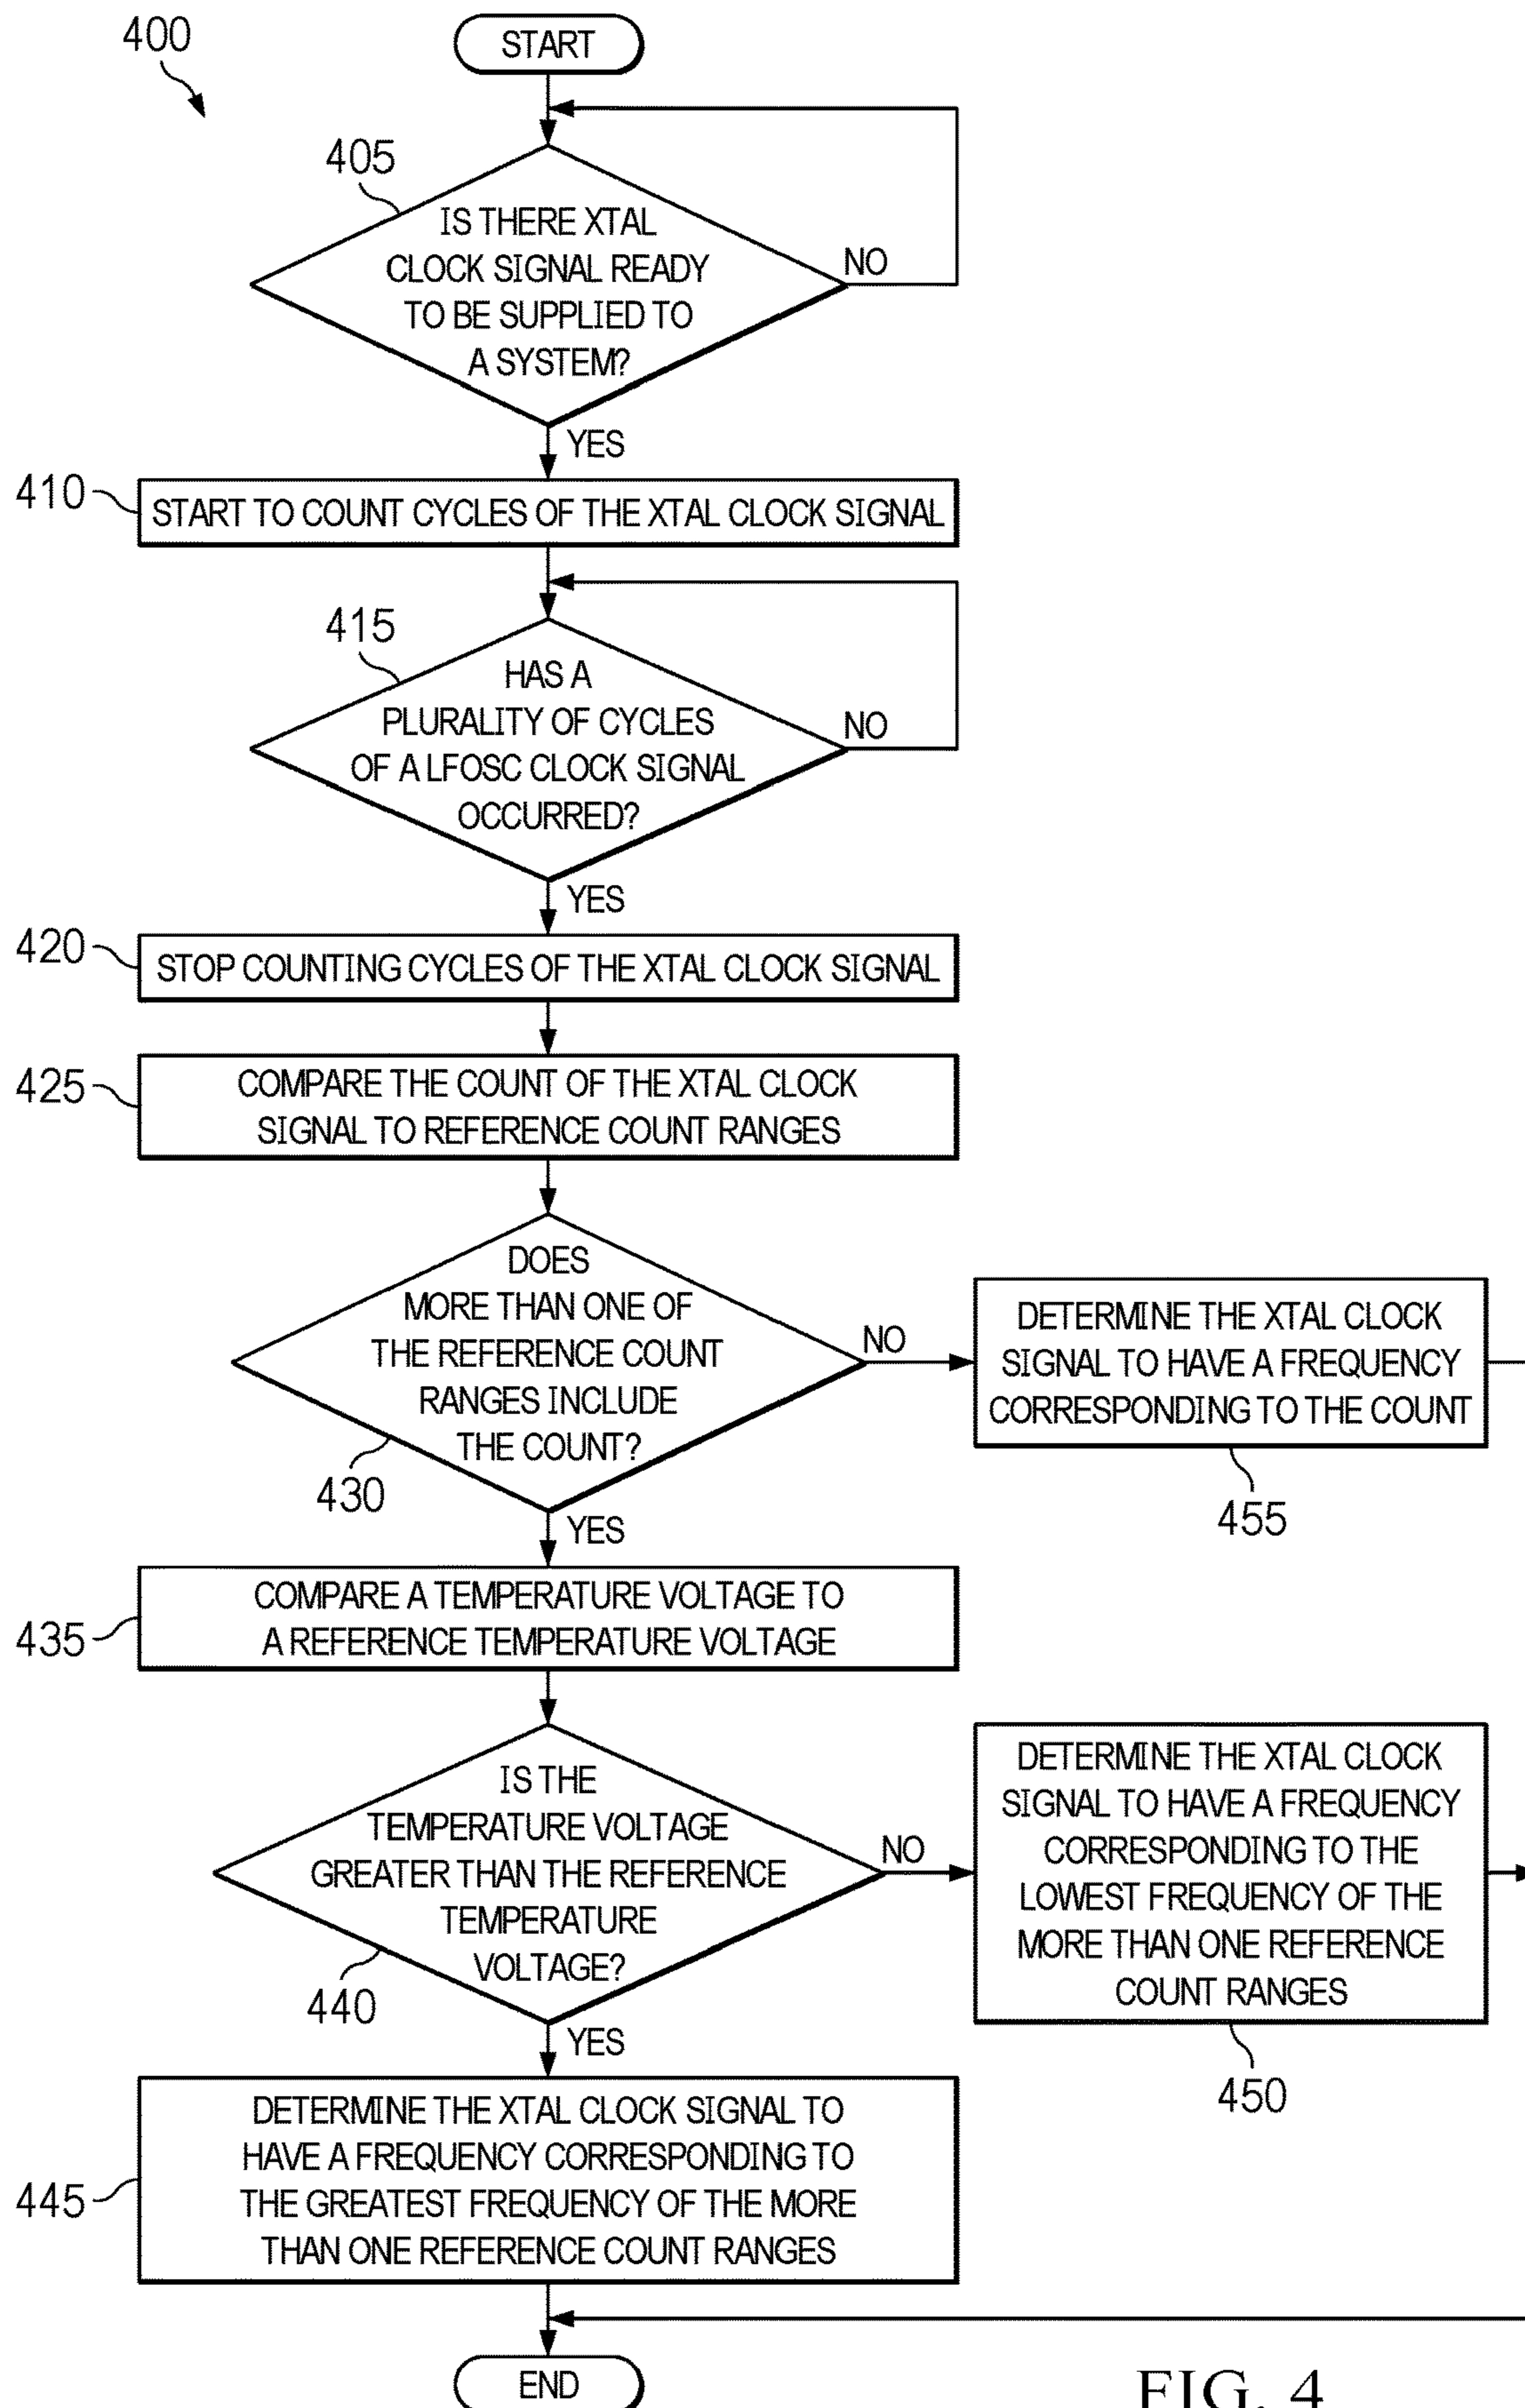 400
START
405
IS THERE XTAL
CLOCK SIGNAL READY
TO BE SUPPLIED TO
A SYSTEM?
NO
YES
410
START TO COUNT CYCLES OF THE XTAL CLOCK SIGNAL
415
HAS A
PLURALITY OF CYCLES
OF A LFOSC CLOCK SIGNAL
OCCURRED?
NO
YES
420
STOP COUNTING CYCLES OF THE XTAL CLOCK SIGNAL
425
COMPARE THE COUNT OF THE XTAL CLOCK
SIGNAL TO REFERENCE COUNT RANGES
DOES
MORE THAN ONE OF
THE REFERENCE COUNT
RANGES INCLUDE
THE COUNT?
430
NO
DETERMINE THE XTAL CLOCK
SIGNAL TO HAVE A FREQUENCY
CORRESPONDING TO THE COUNT
455
YES
435
COMPARE A TEMPERATURE VOLTAGE TO
A REFERENCE TEMPERATURE VOLTAGE
IS THE
TEMPERATURE VOLTAGE
GREATER THAN THE REFERENCE
TEMPERATURE
VOLTAGE?
440
NO
DETERMINE THE XTAL CLOCK
SIGNAL TO HAVE A FREQUENCY
CORRESPONDING TO THE
LOWEST FREQUENCY OF THE
MORE THAN ONE REFERENCE
COUNT RANGES
450
YES
445
DETERMINE THE XTAL CLOCK SIGNAL TO
HAVE A FREQUENCY CORRESPONDING TO
THE GREATEST FREQUENCY OF THE MORE
THAN ONE REFERENCE COUNT RANGES
END
FIG. 4